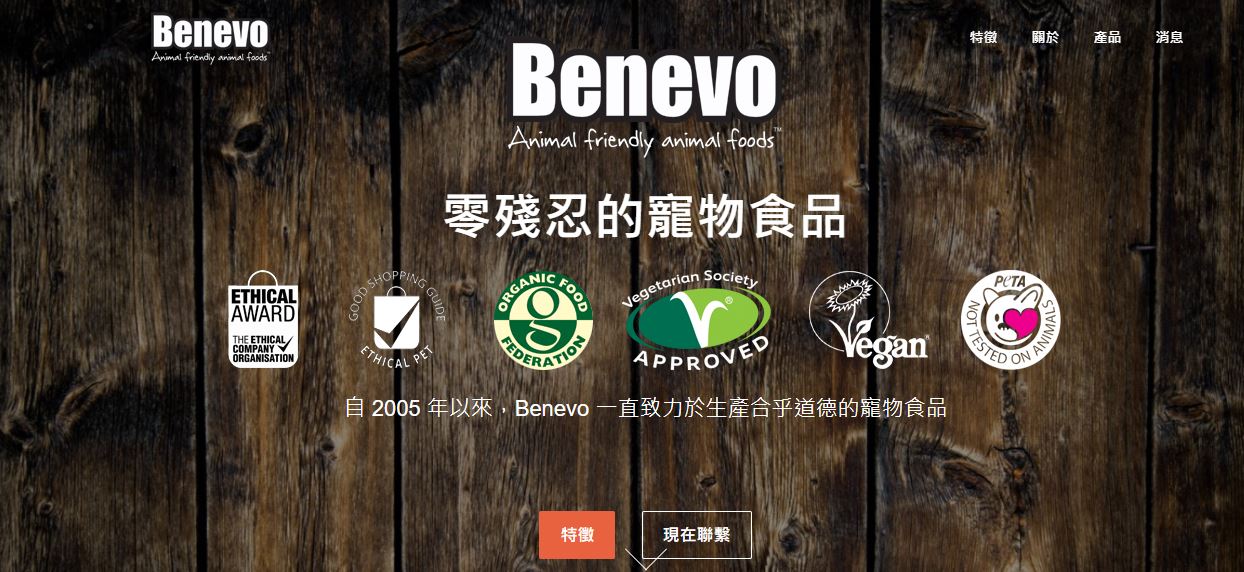 Benevo
Animal friendly animal foods
特徵
關於
產品
消息
Benevo
Animal friendly animal foods™
零殘忍的寵物食品
ETHICAL
AWARD
THE ETHICAL
COMPANY
ORGANISATION
GOOD SHOPPING GUIDE
ETHICAL PET
ORGANIC FOOD
g
FEDERATION
Vegetarian Society
V®
APPROVED
Vegan®
PETA
NOT TESTED ON ANIMALS
自 2005 年以來，Benevo 一直致力於生產合乎道德的寵物食品
特徵
現在聯繫